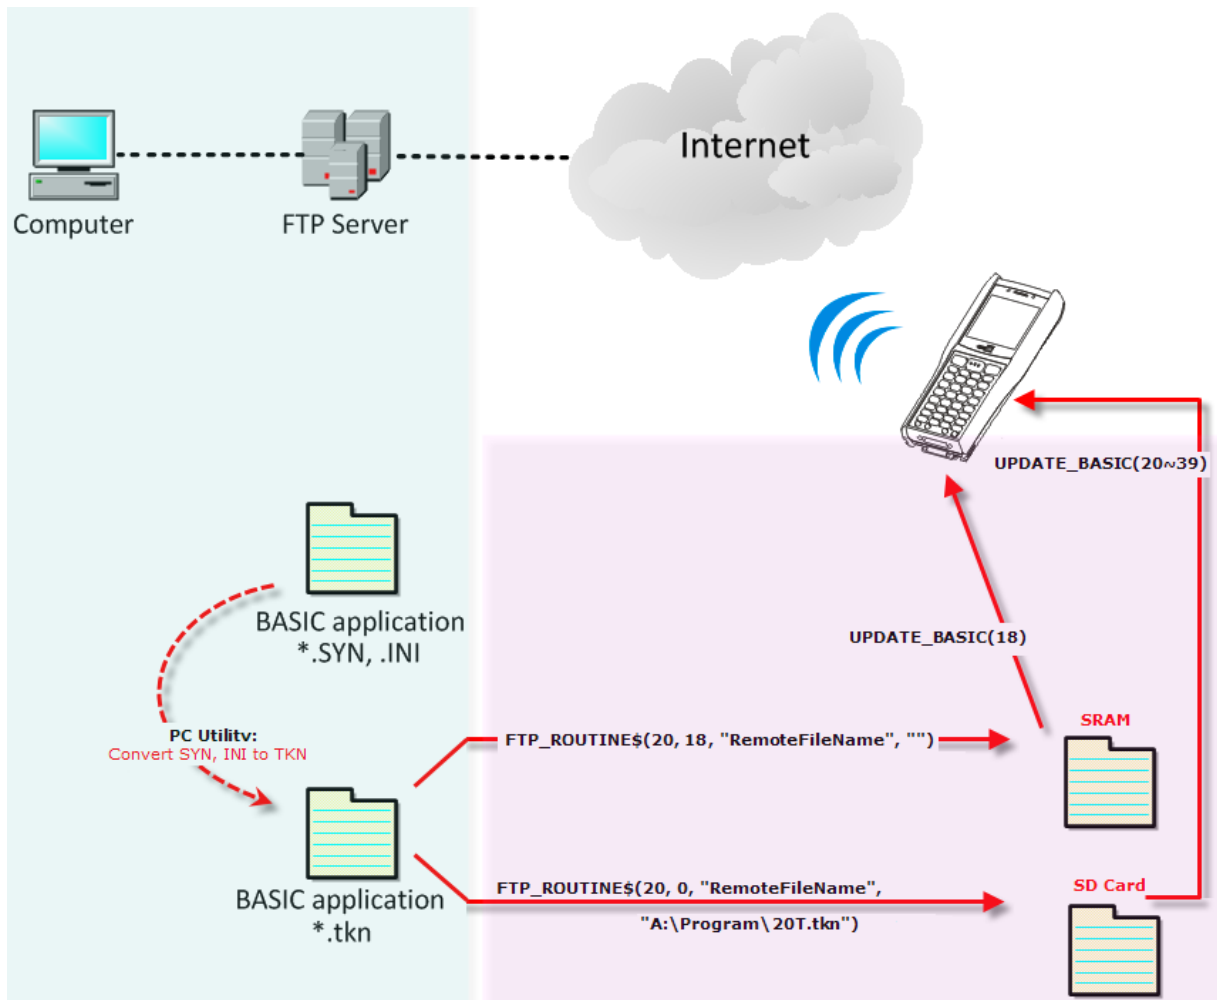 Internet
Computer
FTP Server
UPDATE_BASIC(20~39)
BASIC application
*.SYN, .INI
UPDATE_BASIC(18)
PC Utility:
Convert SYN, INI to TKN
SRAM
FTP_ROUTINE$(20, 18, "RemoteFileName", "")
SD Card
FTP_ROUTINE$(20, 0, "RemoteFileName",
"A:\Program\20T.tkn")
BASIC application
*.tkn